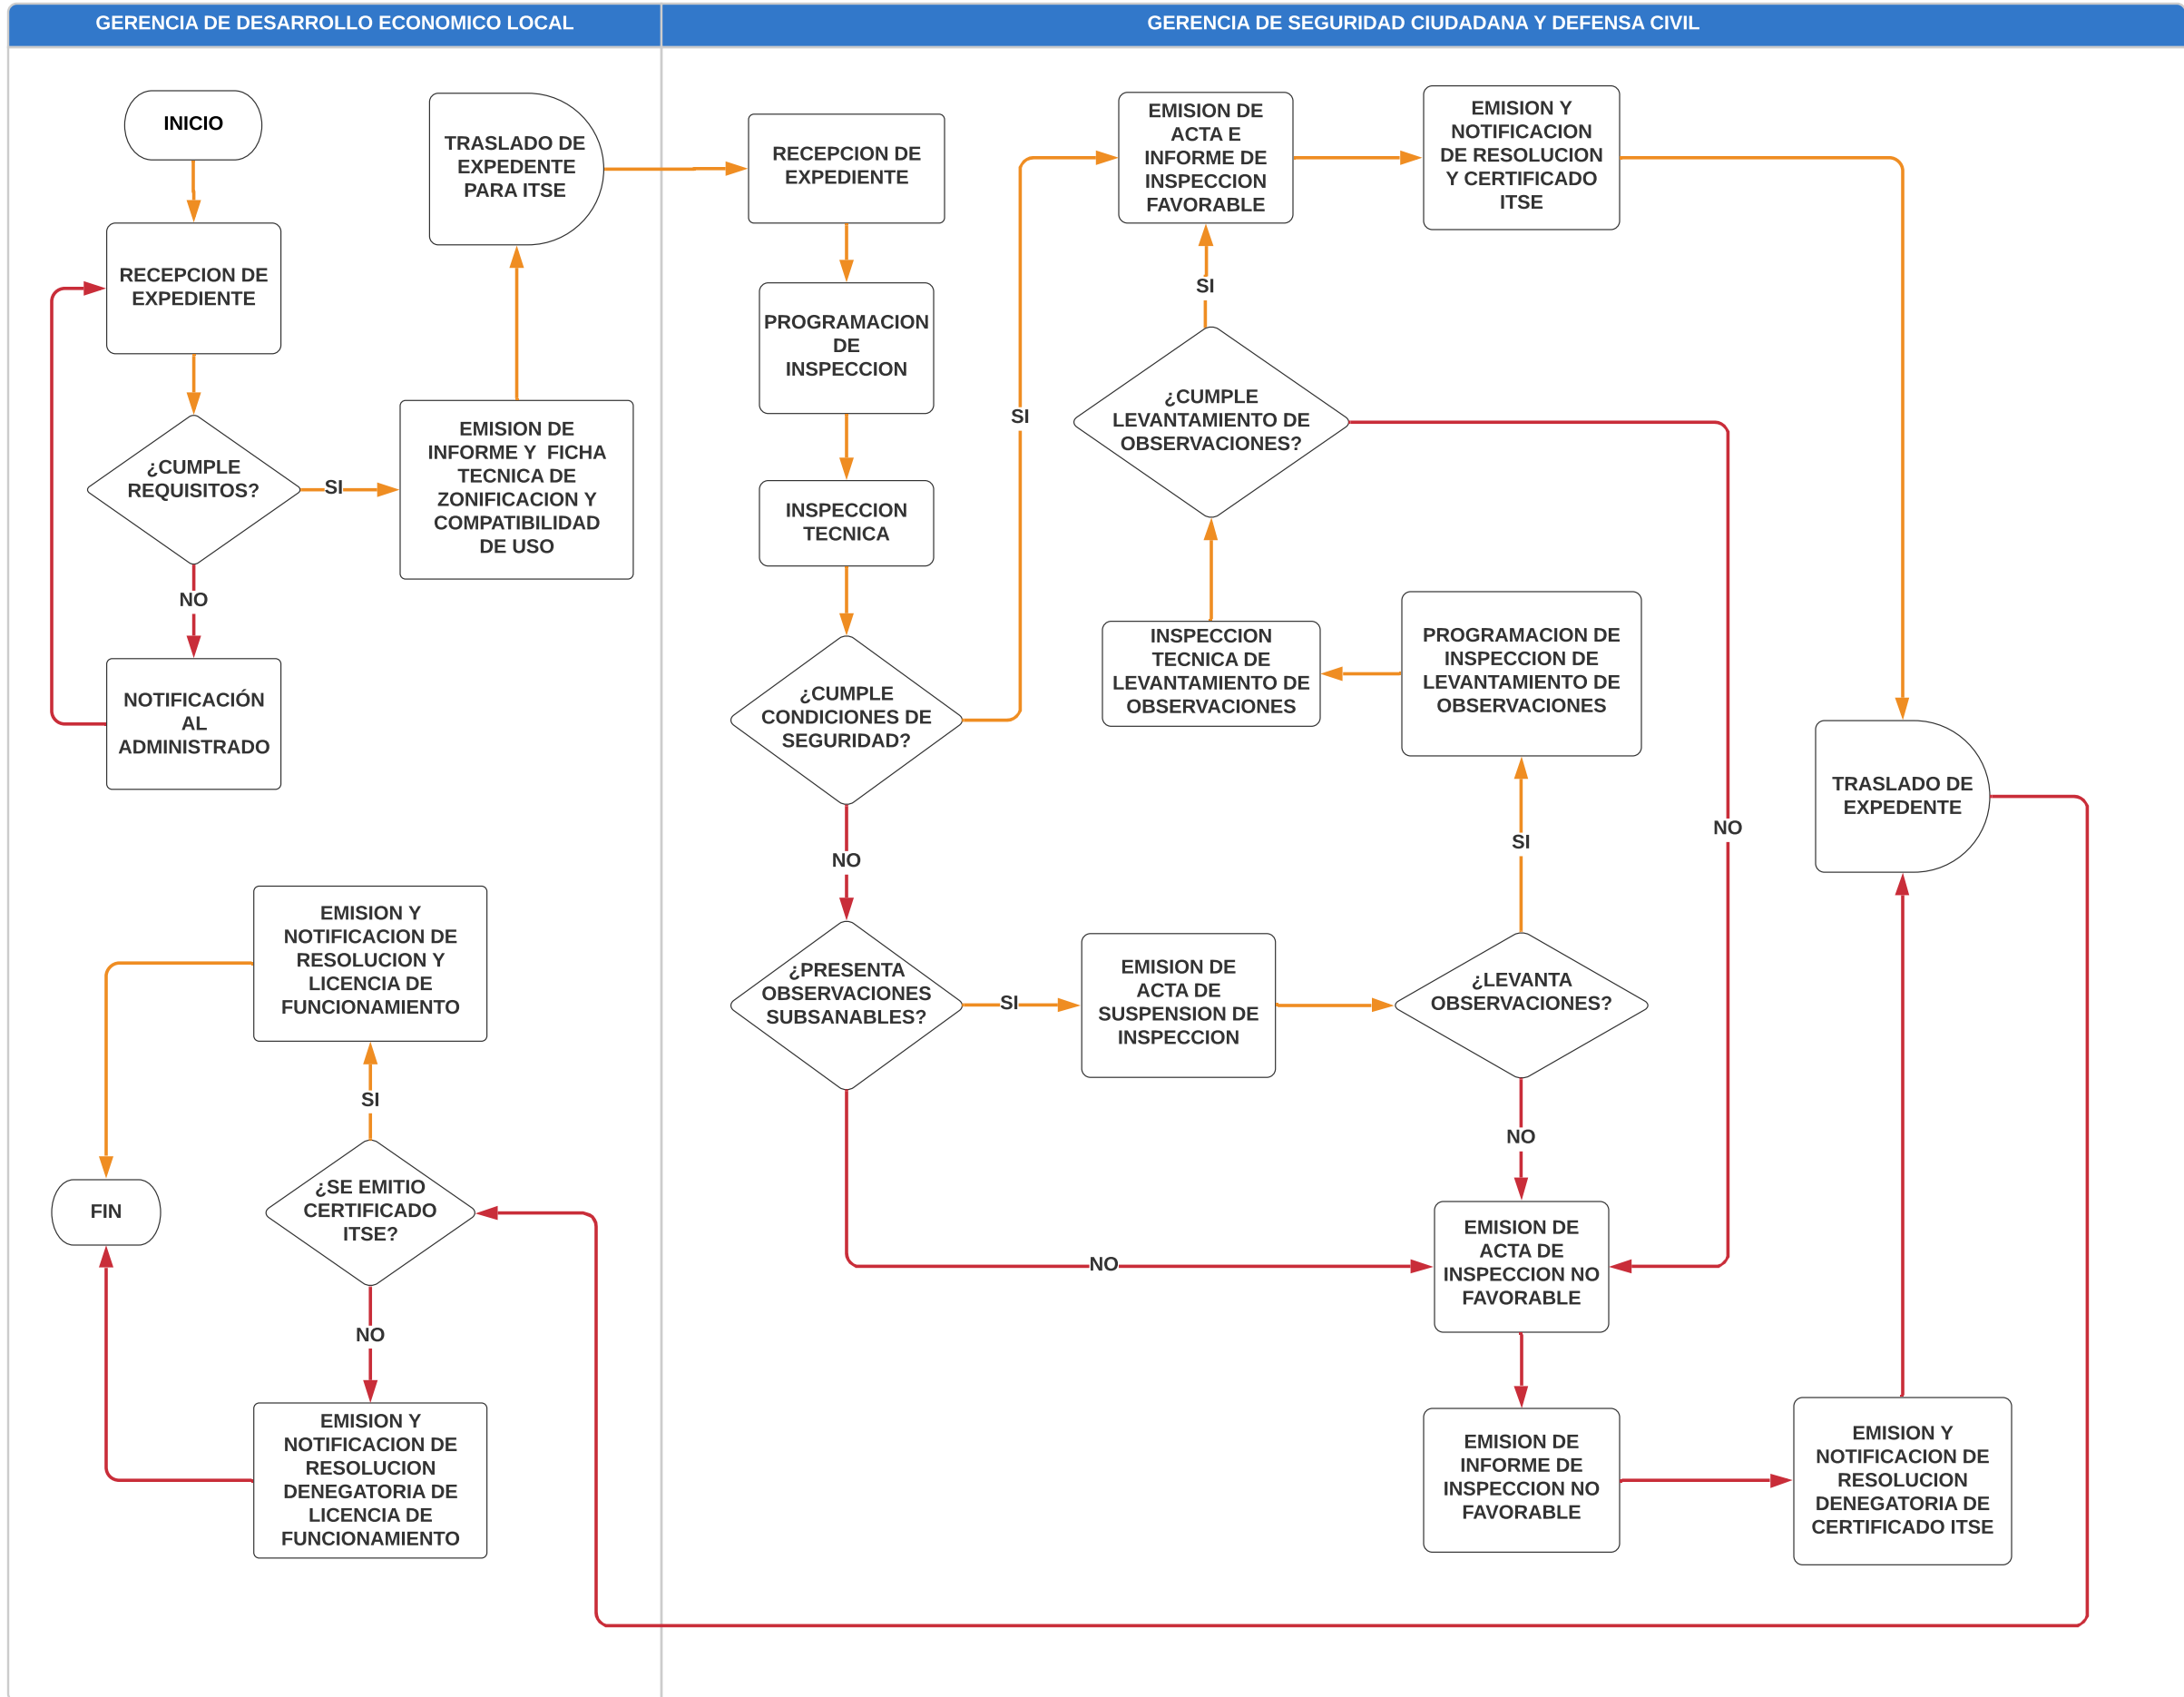 GERENCIA DE DESARROLLO ECONOMICO LOCAL
GERENCIA DE SEGURIDAD CIUDADANA Y DEFENSA CIVIL
INICIO
RECEPCION DE
EXPEDIENTE
¿CUMPLE
REQUISITOS?
SI
NO
NOTIFICACIÓN
AL
ADMINISTRADO
EMISION DE
INFORME Y  FICHA
TECNICA DE
ZONIFICACION Y
COMPATIBILIDAD
DE USO
TRASLADO DE
EXPEDENTE
PARA ITSE
RECEPCION DE
EXPEDIENTE
PROGRAMACION
DE
INSPECCION
INSPECCION
TECNICA
¿CUMPLE
CONDICIONES DE
SEGURIDAD?
SI
NO
EMISION DE
ACTA E
INFORME DE
INSPECCION
FAVORABLE
EMISION Y
NOTIFICACION
DE RESOLUCION
Y CERTIFICADO
ITSE
SI
¿CUMPLE
LEVANTAMIENTO DE
OBSERVACIONES?
NO
INSPECCION
TECNICA DE
LEVANTAMIENTO DE
OBSERVACIONES
PROGRAMACION DE
INSPECCION DE
LEVANTAMIENTO DE
OBSERVACIONES
SI
¿PRESENTA
OBSERVACIONES
SUBSANABLES?
SI
EMISION DE
ACTA DE
SUSPENSION DE
INSPECCION
¿LEVANTA
OBSERVACIONES?
NO
NO
EMISION DE
ACTA DE
INSPECCION NO
FAVORABLE
EMISION DE
INFORME DE
INSPECCION NO
FAVORABLE
EMISION Y
NOTIFICACION DE
RESOLUCION
DENEGATORIA DE
CERTIFICADO ITSE
TRASLADO DE
EXPEDENTE
¿SE EMITIO
CERTIFICADO
ITSE?
SI
EMISION Y
NOTIFICACION DE
RESOLUCION Y
LICENCIA DE
FUNCIONAMIENTO
NO
EMISION Y
NOTIFICACION DE
RESOLUCION
DENEGATORIA DE
LICENCIA DE
FUNCIONAMIENTO
FIN